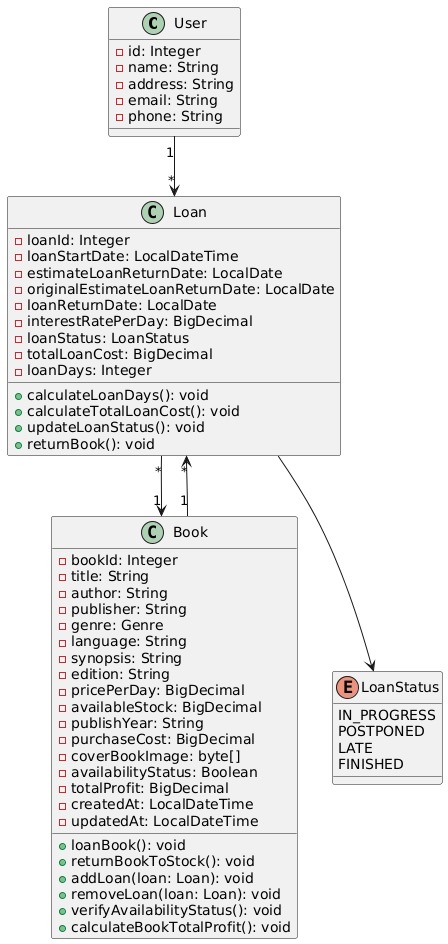 C User
id: Integer
name: String
address: String
email: String
phone: String
1
*
C Loan
loanId: Integer
loanStartDate: LocalDateTime
estimateLoanReturnDate: LocalDate
originalEstimateLoanReturnDate: LocalDate
loanReturnDate: LocalDate
interestRatePerDay: BigDecimal
loanStatus: LoanStatus
totalLoanCost: BigDecimal
loanDays: Integer
calculateLoanDays(): void
calculateTotalLoanCost(): void
updateLoanStatus(): void
returnBook(): void
* *
1 1
C Book
bookId: Integer
title: String
author: String
publisher: String
genre: Genre
language: String
synopsis: String
edition: String
pricePerDay: BigDecimal
availableStock: BigDecimal
publishYear: String
purchaseCost: BigDecimal
coverBookImage: byte[]
availabilityStatus: Boolean
totalProfit: BigDecimal
createdAt: LocalDateTime
updatedAt: LocalDateTime
loanBook(): void
returnBookToStock(): void
addLoan(loan: Loan): void
removeLoan(loan: Loan): void
verifyAvailabilityStatus(): void
calculateBookTotalProfit(): void
E LoanStatus
IN_PROGRESS
POSTPONED
LATE
FINISHED